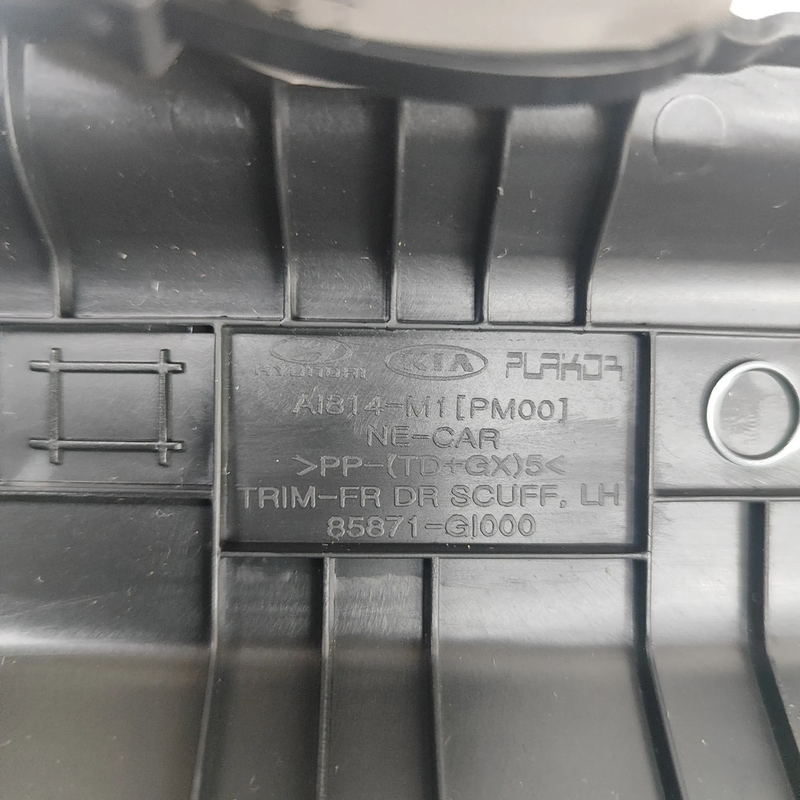 HYUNDAI KIA PLAKOR
AI814-M1[PM00]
NE-CAR
>PP-(TD+GX)5<
TRIM-FR DR SCUFF, LH
85871-GI000